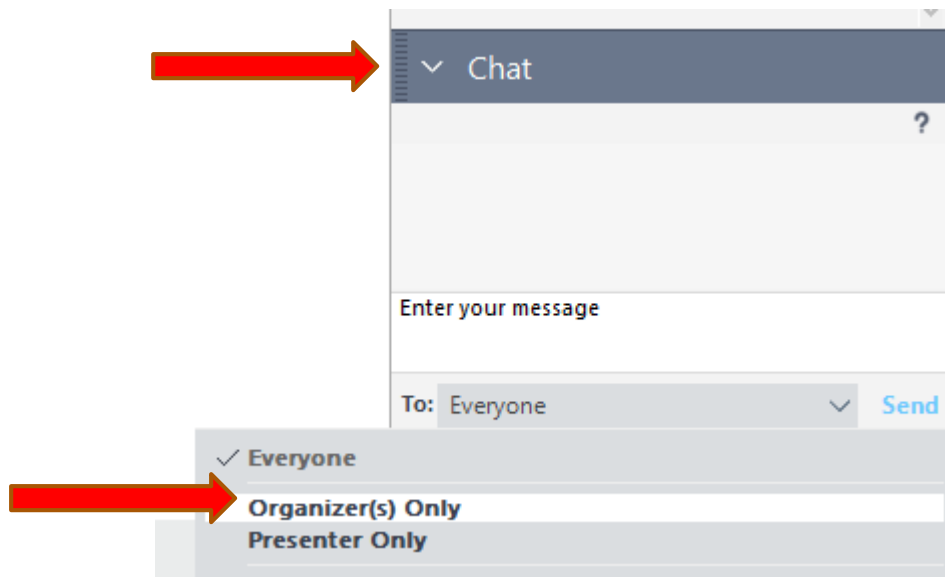 Chat
?
Enter your message
To: Everyone Send
Everyone
Organizer(s) Only
Presenter Only